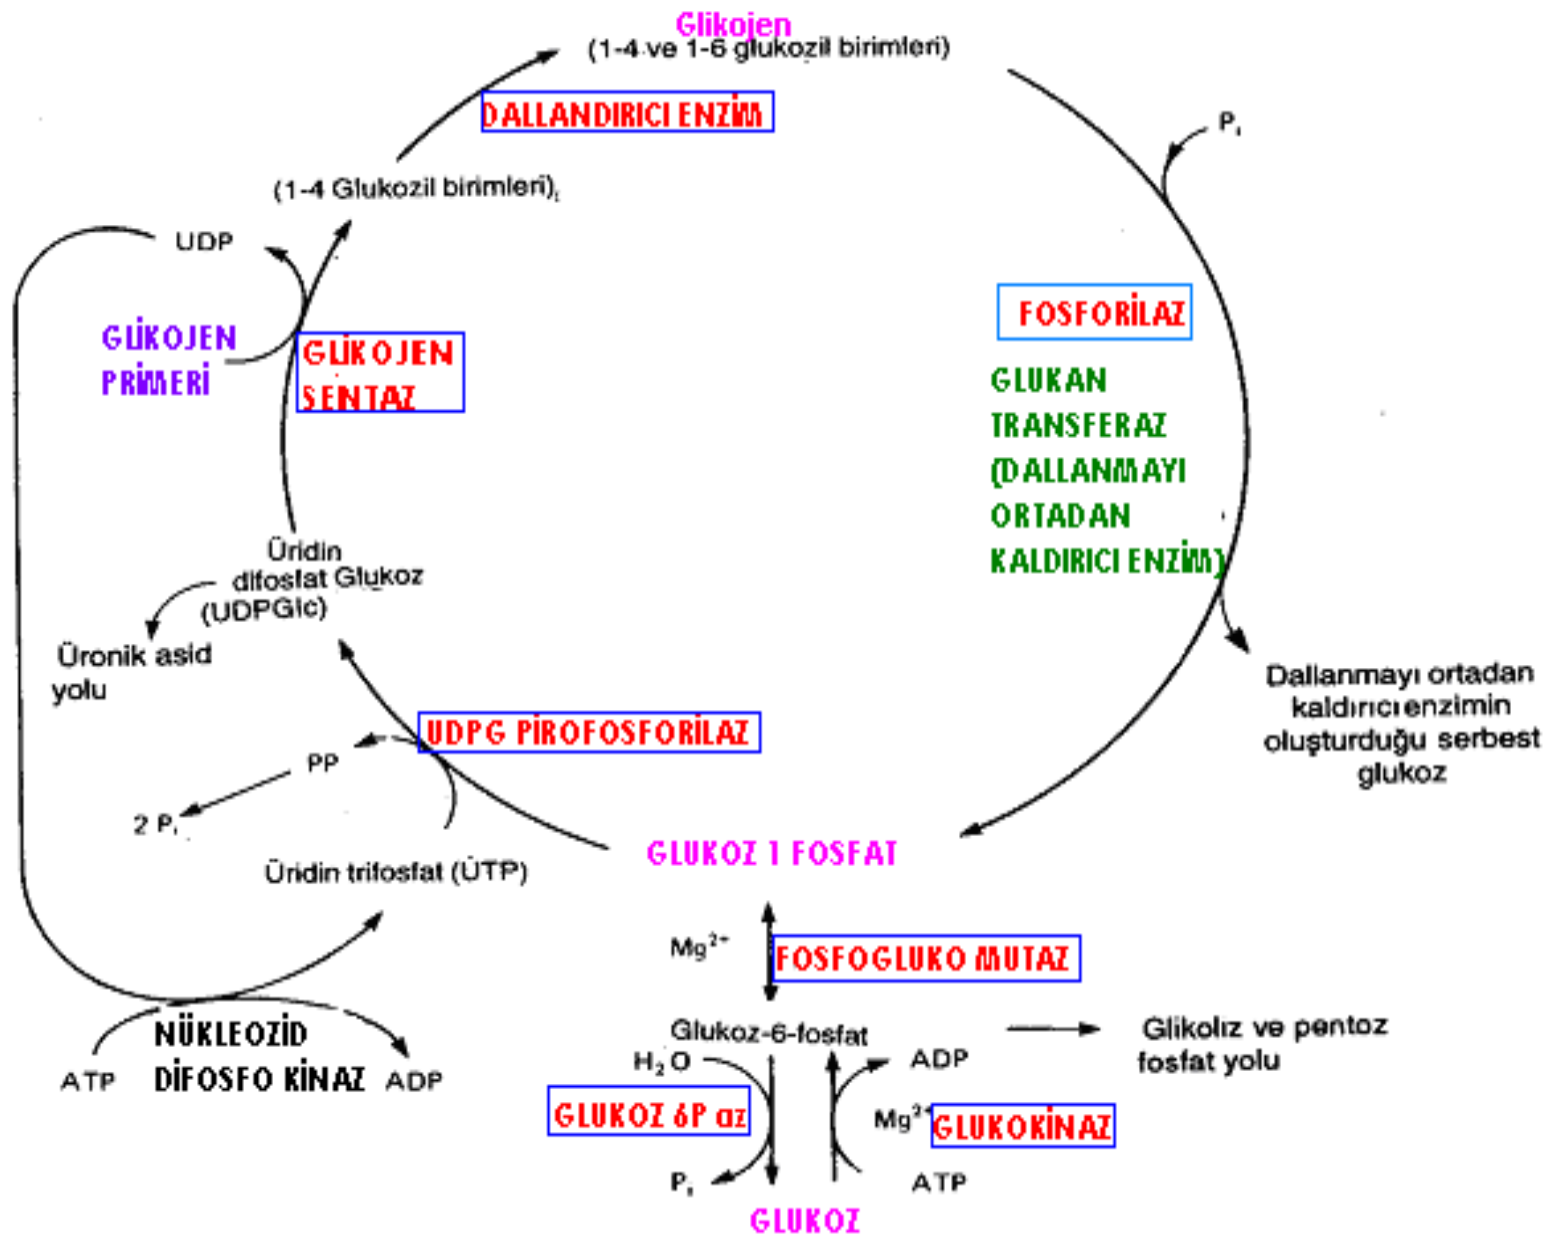 Glikojen
(1-4 ve 1-6 glukozil birimleri)
DALLANDIRICI ENZİM
Pi
(1-4 Glukozil birimleri)
UDP
GLİKOJEN
PRİMERİ
GLİKOJEN
SENTAZ
FOSFORİLAZ
GLUKAN
TRANSFERAZ
(DALLANMAYI
ORTADAN
KALDIRICI ENZİM)
Üridin
difosfat Glukoz
(UDPGlc)
Üronik asid
yolu
Dallanmayı ortadan
kaldırıcı enzimin
oluşturduğu serbest
glukoz
UDPG PİROFOSFORİLAZ
PP
2 Pi
GLUKOZ 1 FOSFAT
Üridin trifosfat (ÜTP)
Mg2+
FOSFOGLUKO MUTAZ
NÜKLEOZİD
DİFOSFO KİNAZ
ATP
ADP
Glukoz-6-fosfat
Glikoliz ve pentoz
fosfat yolu
H2O
ADP
GLUKOZ 6P az
Mg2+
GLUKOKİNAZ
Pi
ATP
GLUKOZ